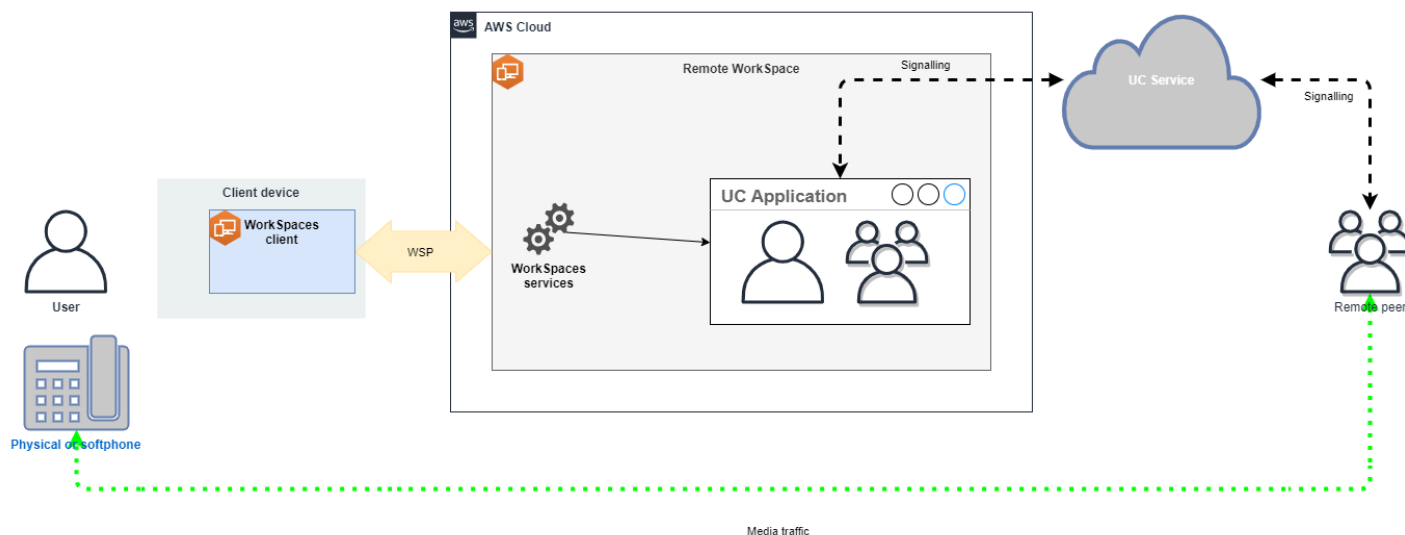 aws
AWS Cloud
Remote WorkSpace
Signalling
UC Service
Signalling
Client device
WorkSpaces
client
WSP
UC Application
WorkSpaces
services
User
Remote peer
Physical or softphone
Media traffic